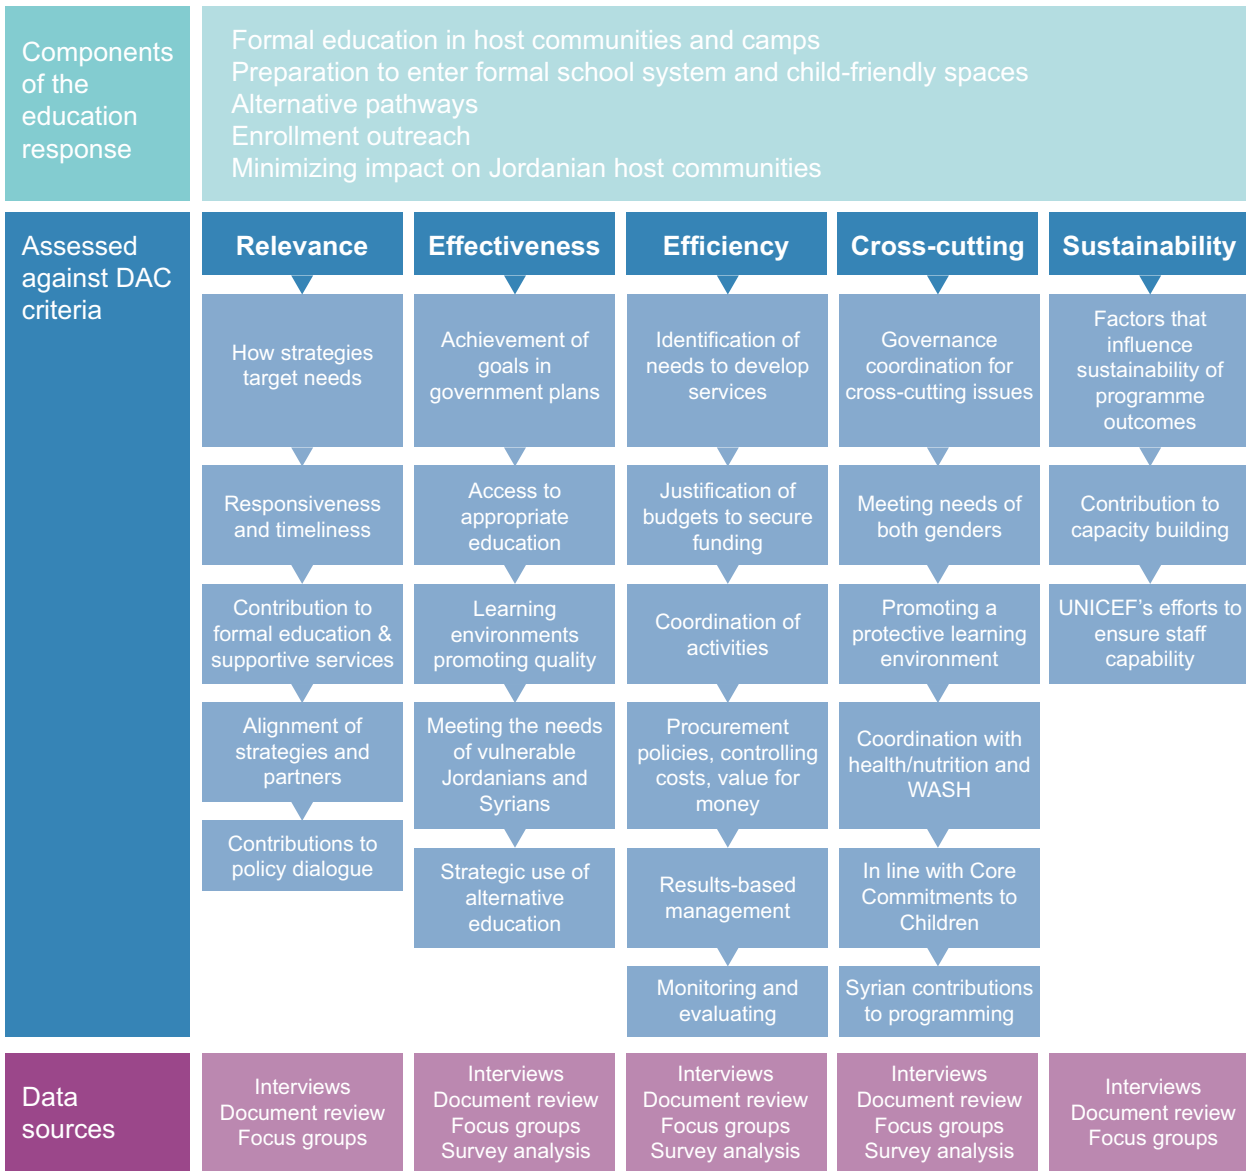 Components
of the
education
response
Formal education in host communities and camps
Preparation to enter formal school system and child-friendly spaces
Alternative pathways
Enrollment outreach
Minimizing impact on Jordanian host communities
Assessed
against DAC
criteria
Relevance
How strategies
target needs
Responsiveness
and timeliness
Contribution to
formal education &
supportive services
Alignment of
strategies and
partners
Contributions to
policy dialogue
Effectiveness
Achievement of
goals in
government plans
Access to
appropriate
education
Learning
environments
promoting quality
Meeting the needs
of vulnerable
Jordanians and
Syrians
Strategic use of
alternative
education
Efficiency
Identification of
needs to develop
services
Justification of
budgets to secure
funding
Coordination of
activities
Procurement
policies, controlling
costs, value for
money
Results-based
management
Monitoring and
evaluating
Cross-cutting
Governance
coordination for
cross-cutting issues
Meeting needs of
both genders
Promoting a
protective learning
environment
Coordination with
health/nutrition and
WASH
In line with Core
Commitments to
Children
Syrian contributions
to programming
Sustainability
Factors that
influence
sustainability of
programme
outcomes
Contribution to
capacity building
UNICEF's efforts to
ensure staff
capability
Data
sources
Interviews
Document review
Focus groups
Interviews
Document review
Focus groups
Survey analysis
Interviews
Document review
Focus groups
Survey analysis
Interviews
Document review
Focus groups
Survey analysis
Interviews
Document review
Focus groups